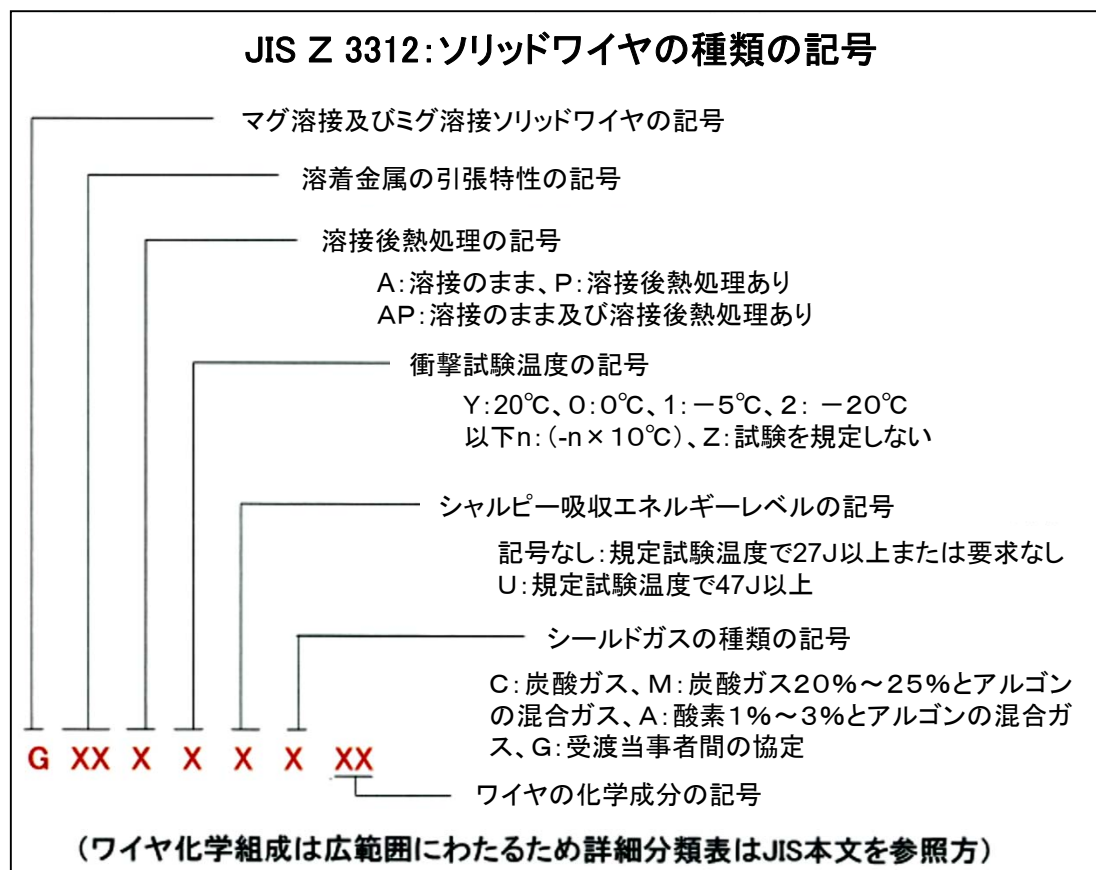 JIS Z 3312:ソリッドワイヤの種類の記号
マグ溶接及びミグ溶接ソリッドワイヤの記号
溶着金属の引張特性の記号
溶接後熱処理の記号
A:溶接のまま、P:溶接後熱処理あり
AP:溶接のまま及び溶接後熱処理あり
衝撃試験温度の記号
Y:20℃、0:0℃、1:−5℃、2: −20℃
以下n:(-n×10℃)、Z:試験を規定しない
シャルピー吸収エネルギーレベルの記号
記号なし:規定試験温度で27J以上または要求なし
U:規定試験温度で47J以上
シールドガスの種類の記号
C:炭酸ガス、M:炭酸ガス20%~25%とアルゴン
の混合ガス、A:酸素1%~3%とアルゴンの混合ガ
ス、G:受渡当事者間の協定
G XX X X X X XX
ワイヤの化学成分の記号
(ワイヤ化学組成は広範囲にわたるため詳細分類表はJIS本文を参照方)